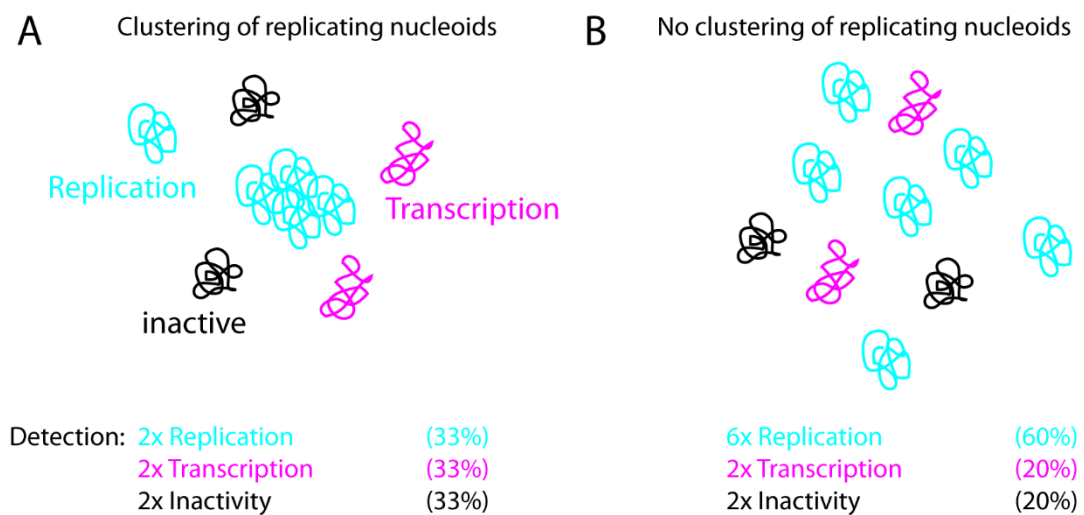 A Clustering of replicating nucleoids
Replication
Transcription
inactive
Detection: 2x Replication (33%)
2x Transcription (33%)
2x Inactivity (33%)
B No clustering of replicating nucleoids
6x Replication (60%)
2x Transcription (20%)
2x Inactivity (20%)